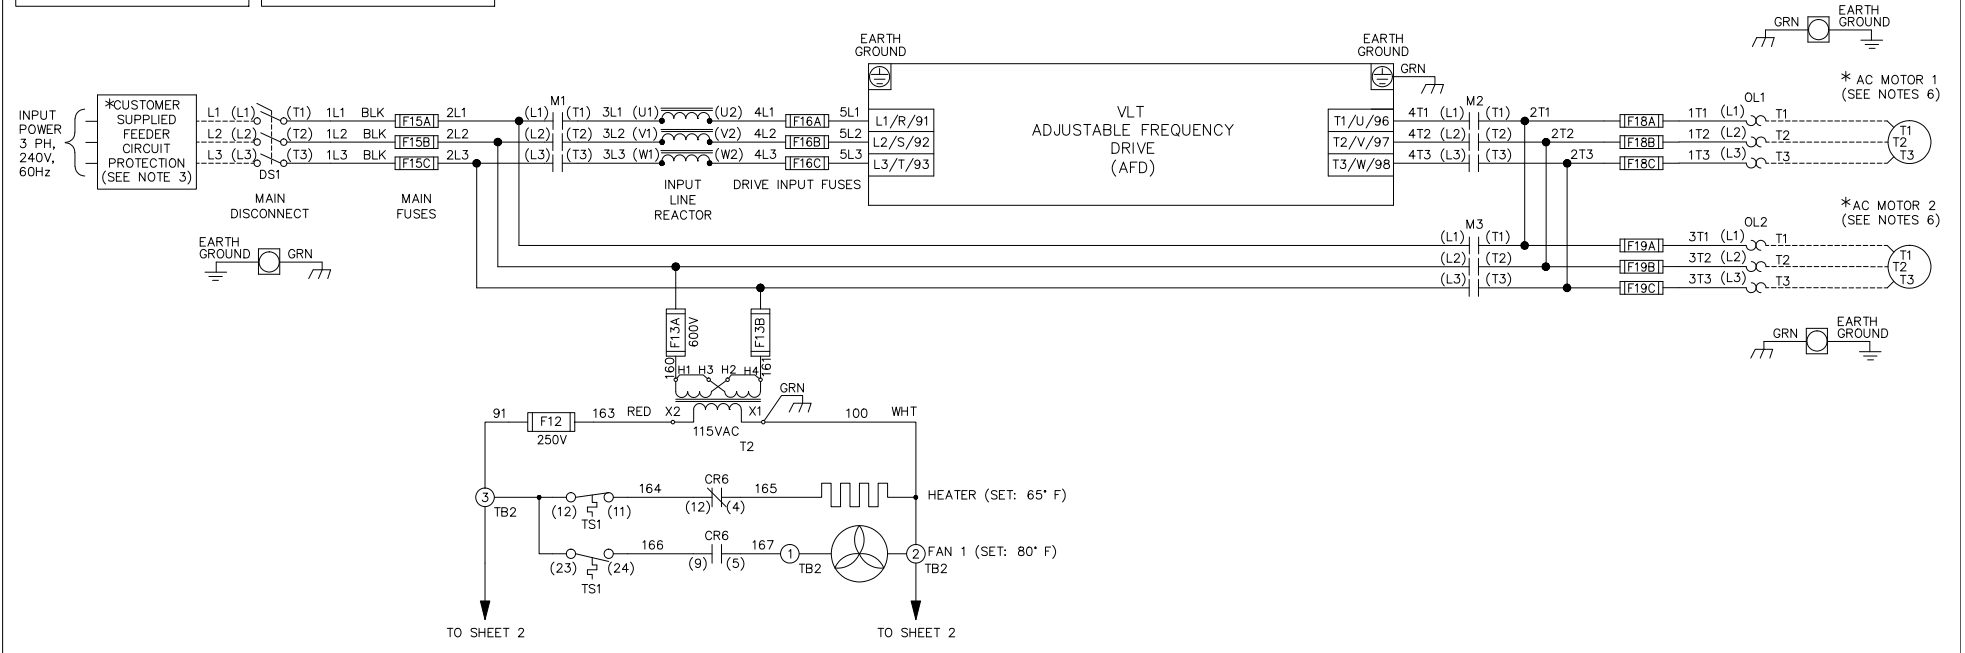 EARTH
GROUND
GRN
EARTH
GROUND
EARTH
GROUND
GRN
INPUT
POWER
3 PH,
240V,
60Hz
*CUSTOMER
SUPPLIED
FEEDER
CIRCUIT
PROTECTION
(SEE NOTE 3)
L1 (L1) (T1) 1L1 BLK F15A 2L1 (L1) M1 (T1) 3L1 (U1) (U2) 4L1 F16A 5L1 L1/R/91
L2 (L2) (T2) 1L2 BLK F15B 2L2 (L2) (T2) 3L2 (V1) (V2) 4L2 F16B 5L2 L2/S/92
L3 (L3) (T3) 1L3 BLK F15C 2L3 (L3) (T3) 3L3 (W1) (W2) 4L3 F16C 5L3 L3/T/93
DS1
MAIN
DISCONNECT
MAIN
FUSES
INPUT
LINE
REACTOR
DRIVE INPUT FUSES
VLT
ADJUSTABLE FREQUENCY
DRIVE
(AFD)
T1/U/96 4T1 (L1) M2 (T1) 2T1 F18A 1T1 (L1) OL1 T1
T2/V/97 4T2 (L2) (T2) 2T2 F18B 1T2 (L2) T2
T3/W/98 4T3 (L3) (T3) 2T3 F18C 1T3 (L3) T3
T1
T2
T3
* AC MOTOR 1
(SEE NOTES 6)
*AC MOTOR 2
(SEE NOTES 6)
EARTH
GROUND
GRN
M3
(L1) (T1) F19A 3T1 (L1) OL2 T1
(L2) (T2) F19B 3T2 (L2) T2
(L3) (T3) F19C 3T3 (L3) T3
T1
T2
T3
GRN
EARTH
GROUND
F13A
600V
F13B
160
161
H1 H3 H2 H4
GRN
91 F12 163 RED X2 X1 100 WHT
250V
115VAC
T2
3
TB2
(12) TS1 (11) 164 CR6 (12) (4) 165 HEATER (SET: 65° F)
(23) TS1 (24) 166 CR6 (9) (5) 167 1 TB2 2 TB2 FAN 1 (SET: 80° F)
TO SHEET 2
TO SHEET 2